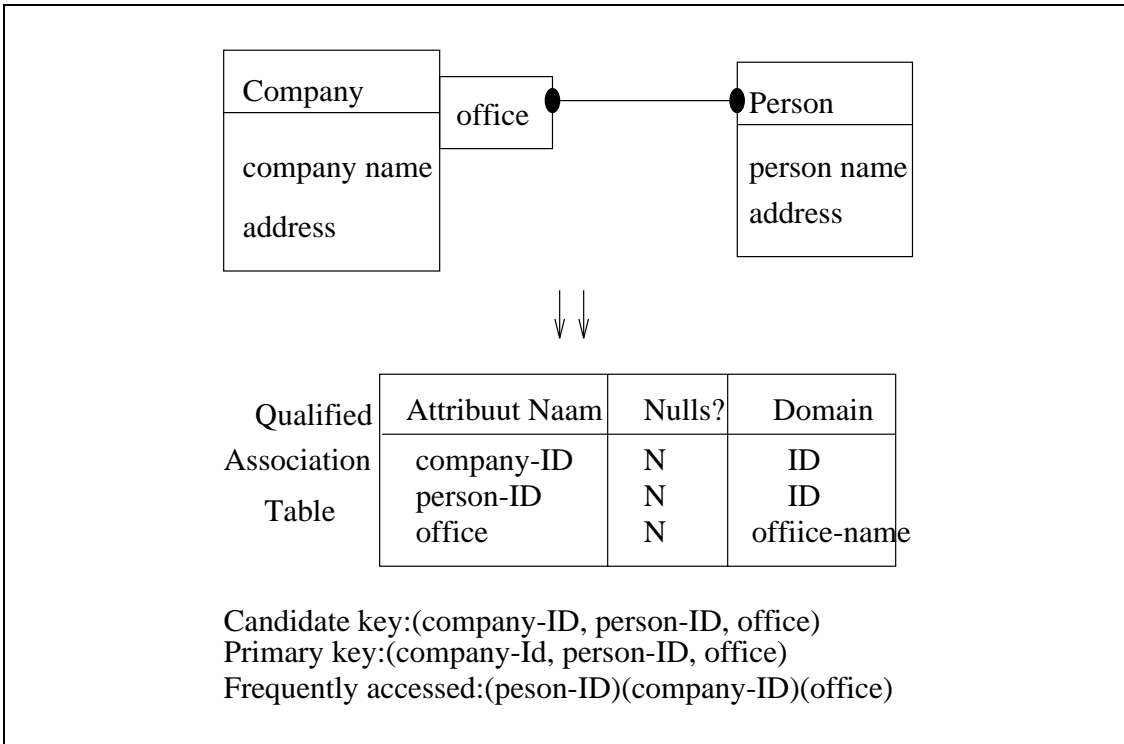 Company
office
Person
company name
address
person name
address
Qualified
Association
Table
Attribuut Naam Nulls? Domain
company-ID N ID
person-ID N ID
office N offiice-name
Candidate key:(company-ID, person-ID, office)
Primary key:(company-Id, person-ID, office)
Frequently accessed:(peson-ID)(company-ID)(office)